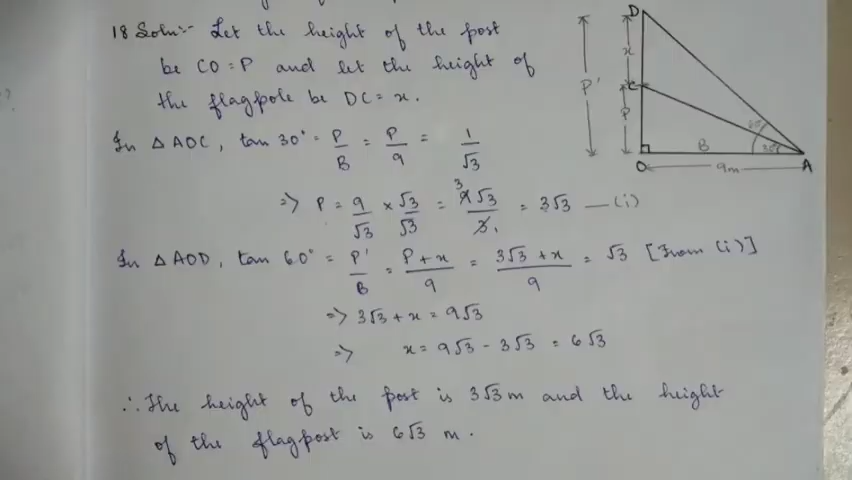 18 Soln:- Let the height of the post
be CO = P and let the height of
the flagpole be DC = x.
In △ AOC, tan 30° = P/B = P/9 = 1/√3
=> P = 9/√3 × √3/√3 = 9√3/3 = 3√3 —(i)
In △ AOD, tan 60° = P'/B = P+x/9 = 3√3+x/9 = √3 [From (i)]
=> 3√3 + x = 9√3
=> x = 9√3 - 3√3 = 6√3
∴ The height of the post is 3√3 m and the height
of the flagpost is 6√3 m.
D
x
P'
C
P
60°
30°
B
O
9m
A